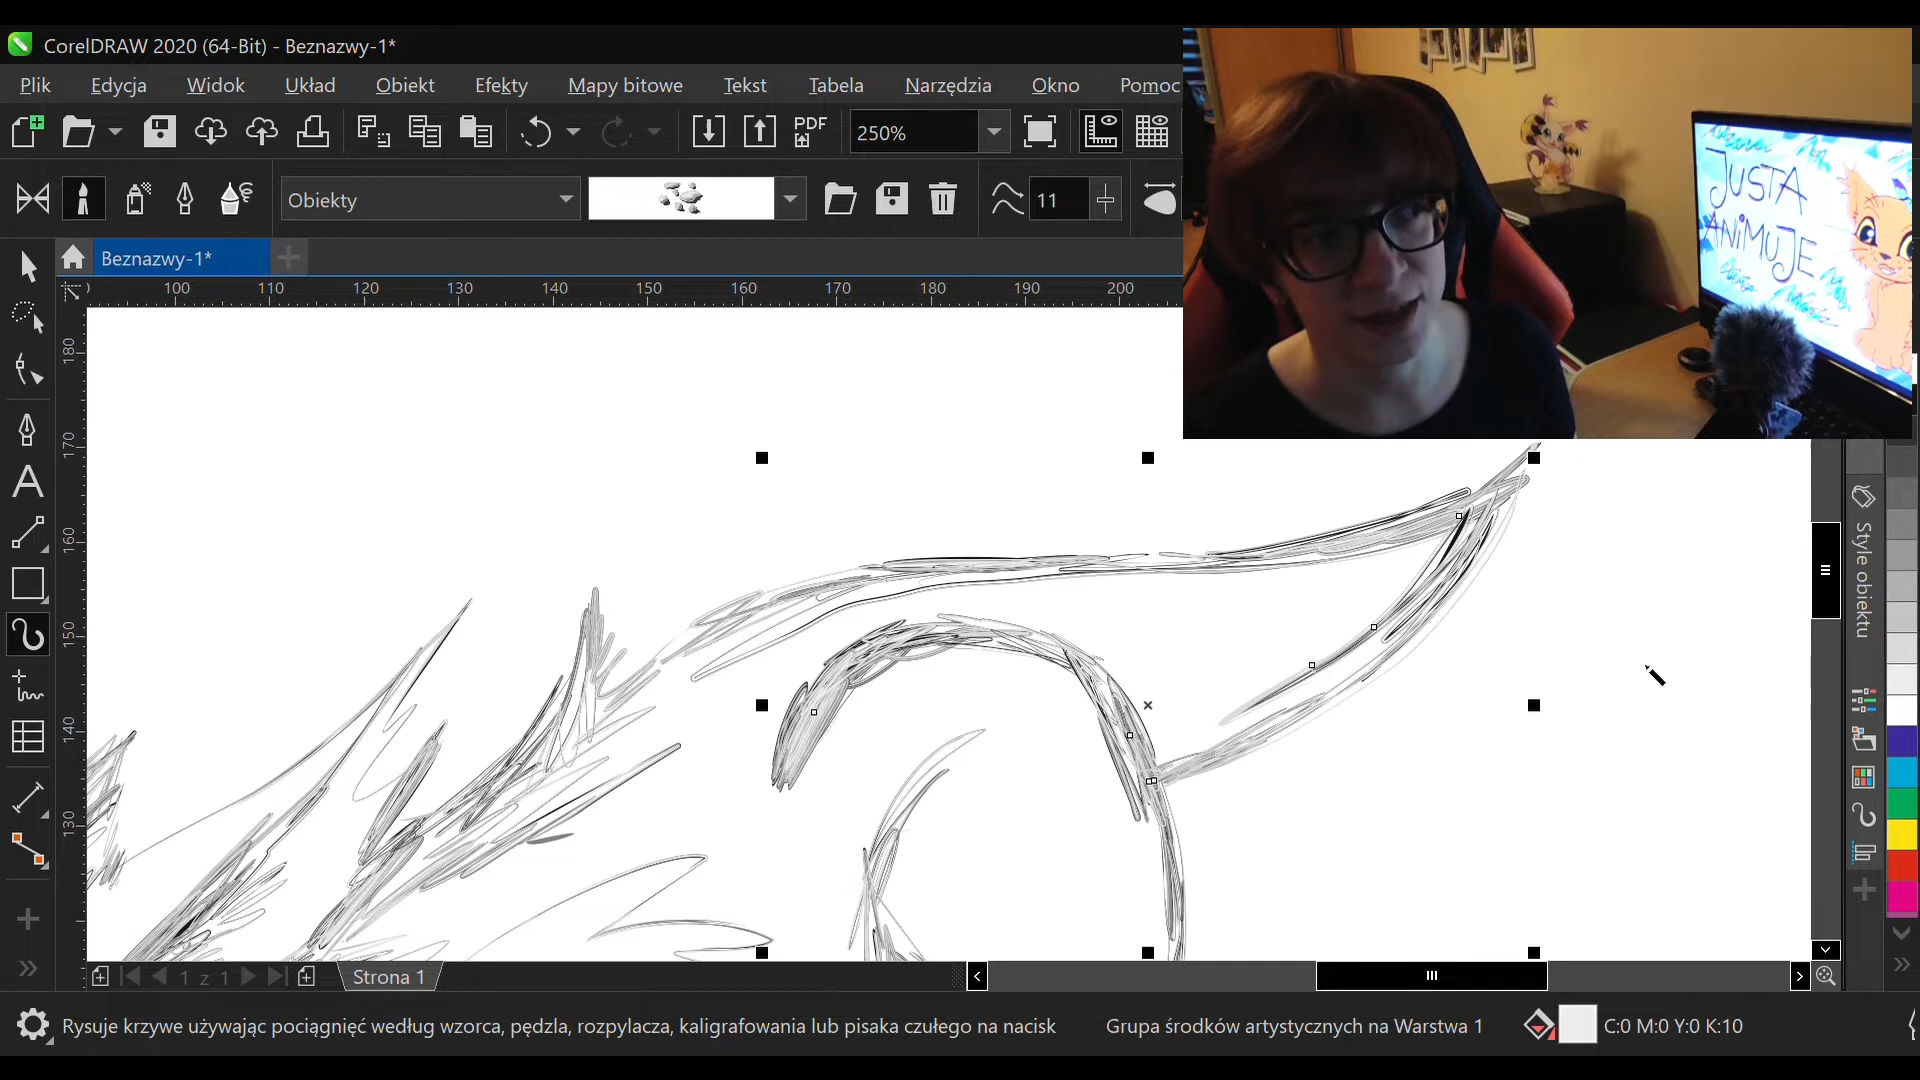 CorelDRAW 2020 (64-Bit) - Beznazwy-1*
Plik Edycja Widok Układ Obiekt Efekty Mapy bitowe Tekst Tabela Narzędzia Okno Pomoc
PDF 250%
Obiekty 11
Beznazwy-1*
100 110 120 130 140 150 160 170 180 190 200
180
170
160
150
140
130
JUSTA
ANIMUJE
Style obiektu
1 z 1 Strona 1
Rysuje krzywe używając pociągnięć według wzorca, pędzla, rozpylacza, kaligrafowania lub pisaka czułego na nacisk Grupa środków artystycznych na Warstwa 1 C:0 M:0 Y:0 K:10